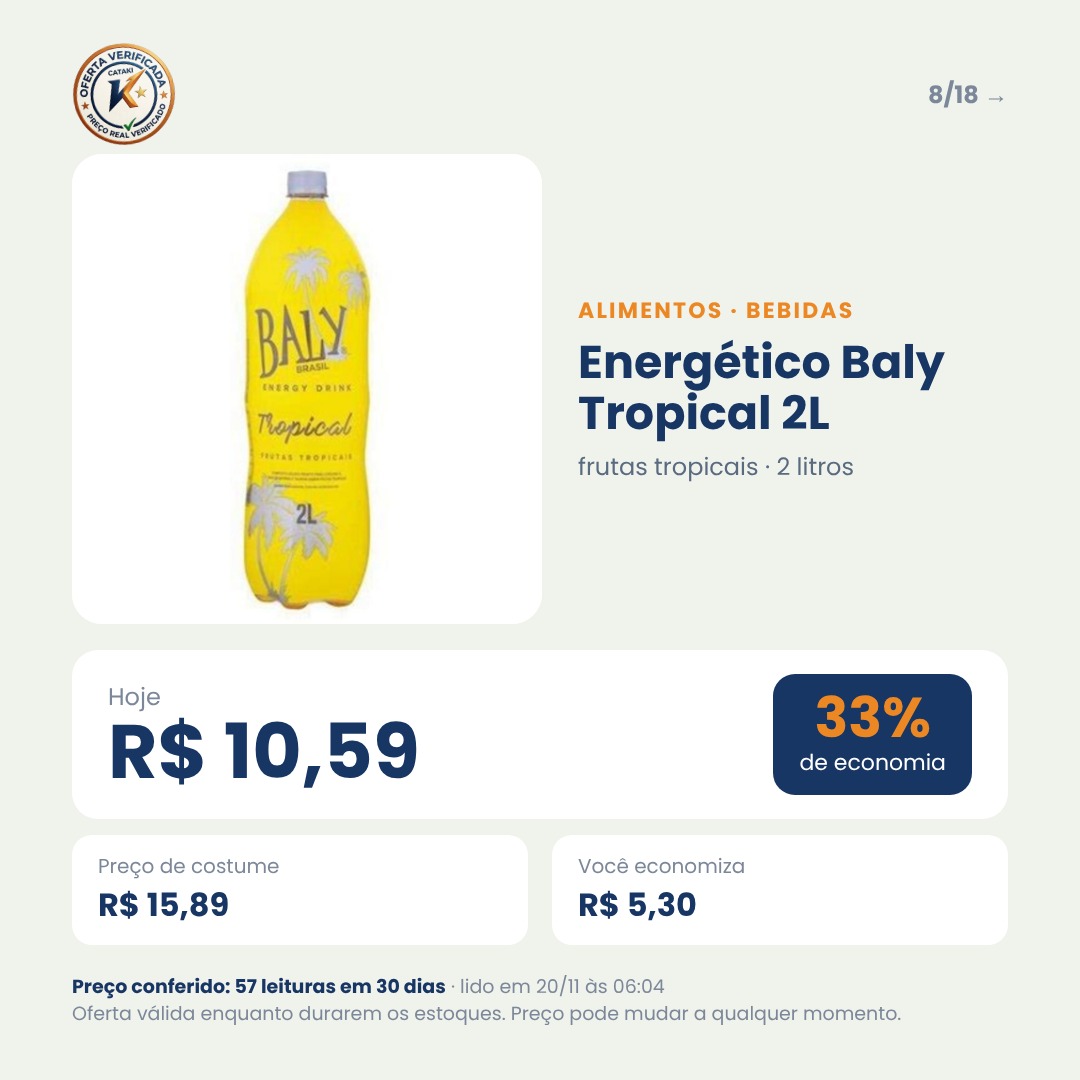 OFERTA VERIFICADA
CATAKI
K
PREÇO REAL VERIFICADO
8/18 →
BALY
BRASIL
ENERGY DRINK
Tropical
FRUTAS TROPICAIS
2L
ALIMENTOS · BEBIDAS
Energético Baly
Tropical 2L
frutas tropicais · 2 litros
Hoje
R$ 10,59
33%
de economia
Preço de costume
R$ 15,89
Você economiza
R$ 5,30
Preço conferido: 57 leituras em 30 dias · lido em 20/11 às 06:04
Oferta válida enquanto durarem os estoques. Preço pode mudar a qualquer momento.